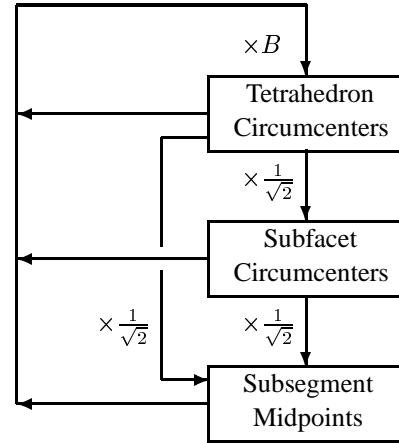 ×B
Tetrahedron
Circumcenters
× 1/√2
Subfacet
Circumcenters
× 1/√2
× 1/√2
Subsegment
Midpoints